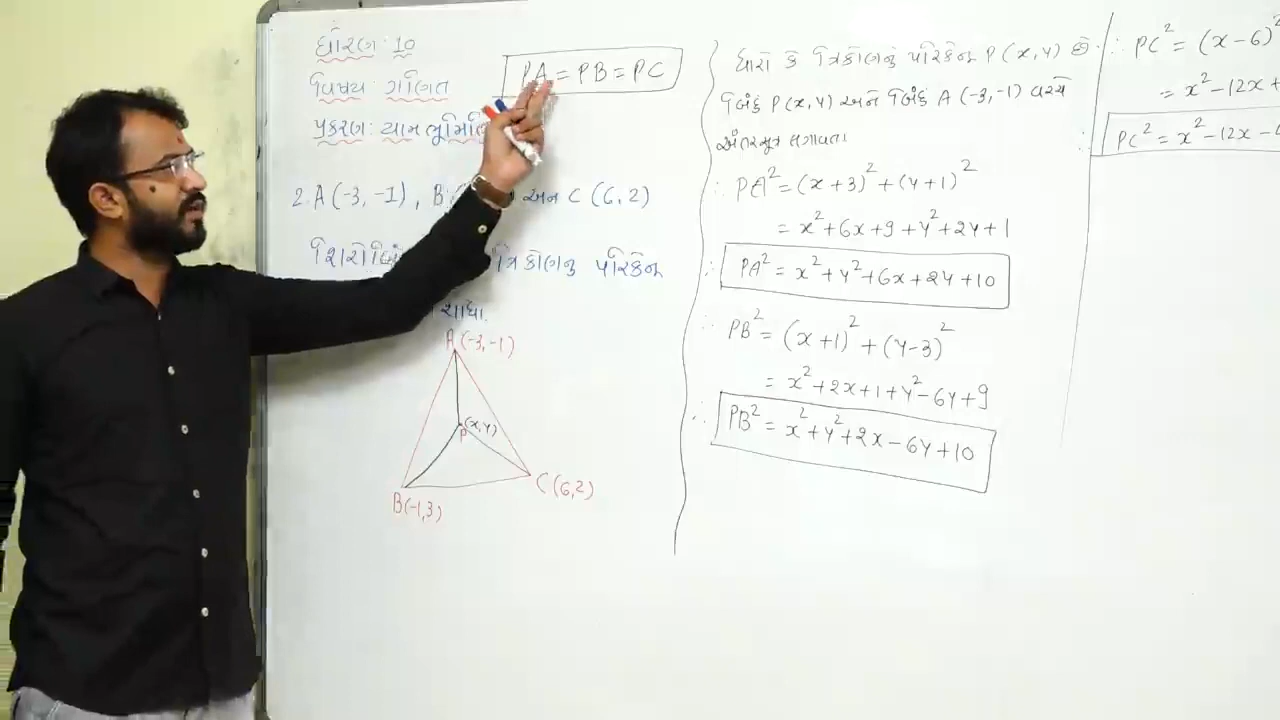 ધોરણ : 10
વિષય : ગણિત
PA = PB = PC
પ્રકરણ : યામ
2. A (-3, -1) , B અને C (6, 2)
ત્રિકોણનું પરિકેન્દ્ર
શોધો.
A (-3, -1)
P (x, y)
B (-1, 3)
C (6, 2)
ધારો કે ત્રિકોણનું પરિકેન્દ્ર P (x, y) છે.
બિંદુ P (x, y) અને બિંદુ A (-3, -1) વચ્ચે
અંતરસૂત્ર લગાવતા
∴ PA² = (x + 3)² + (y + 1)²
= x² + 6x + 9 + y² + 2y + 1
∴ PA² = x² + y² + 6x + 2y + 10
∴ PB² = (x + 1)² + (y - 3)²
= x² + 2x + 1 + y² - 6y + 9
∴ PB² = x² + y² + 2x - 6y + 10
∴ PC² = (x - 6)²
= x² - 12x +
∴ PC² = x² - 12x -